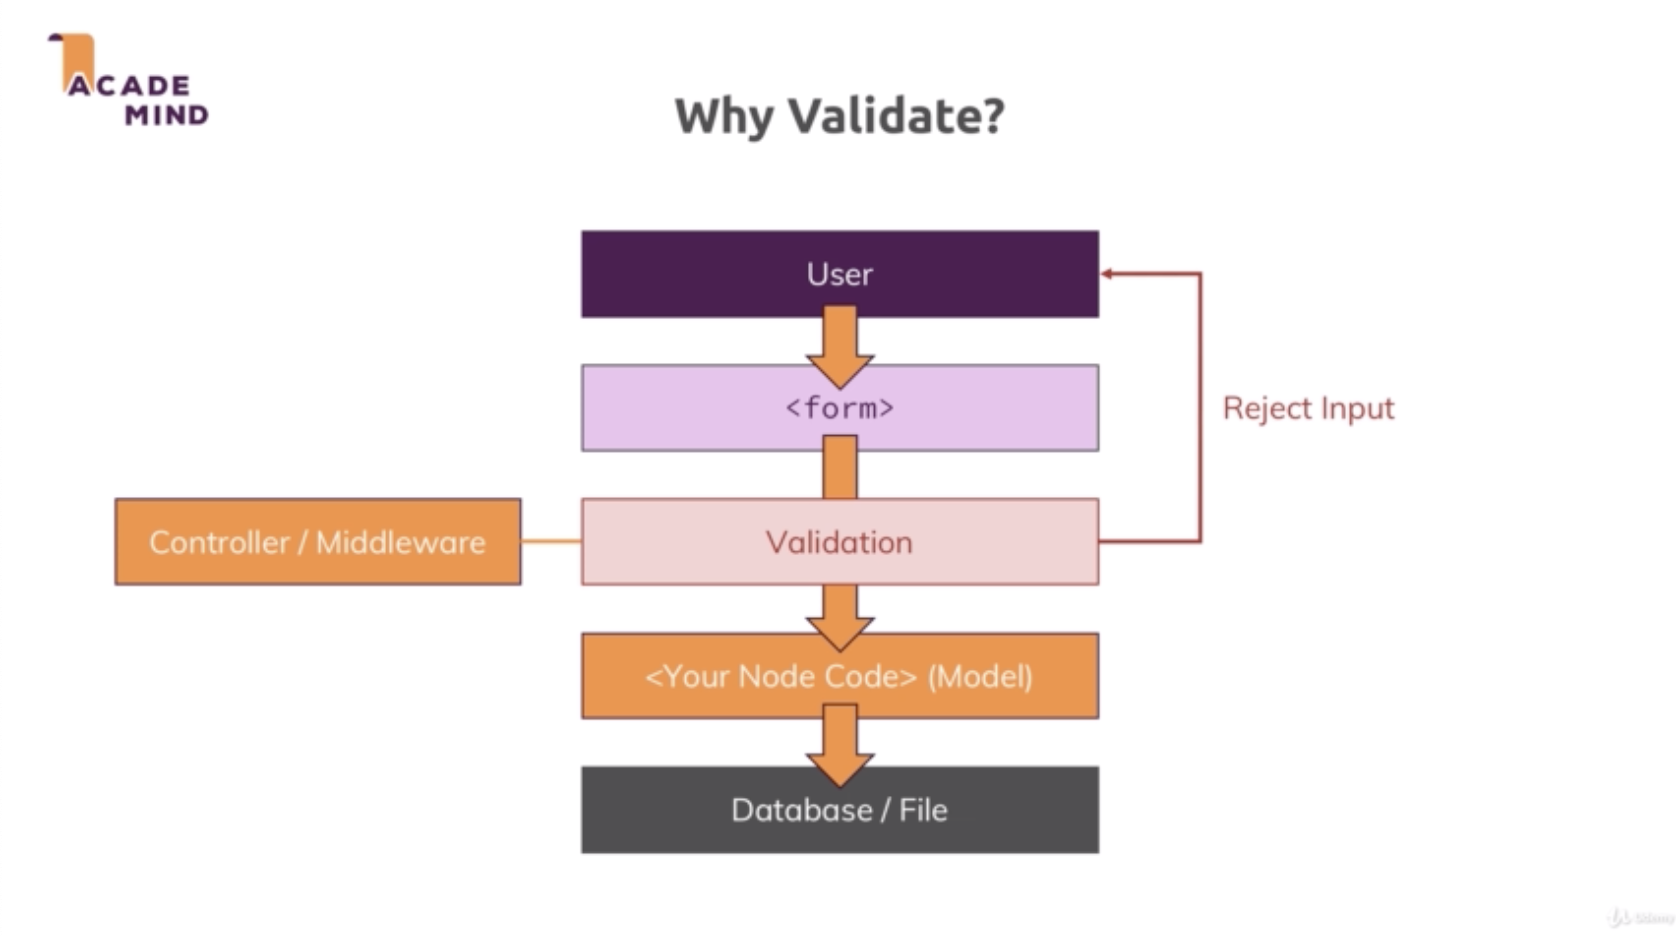 ACADE
MIND
Why Validate?
User
<form>
Reject Input
Controller / Middleware
Validation
<Your Node Code> (Model)
Database / File
Udemy